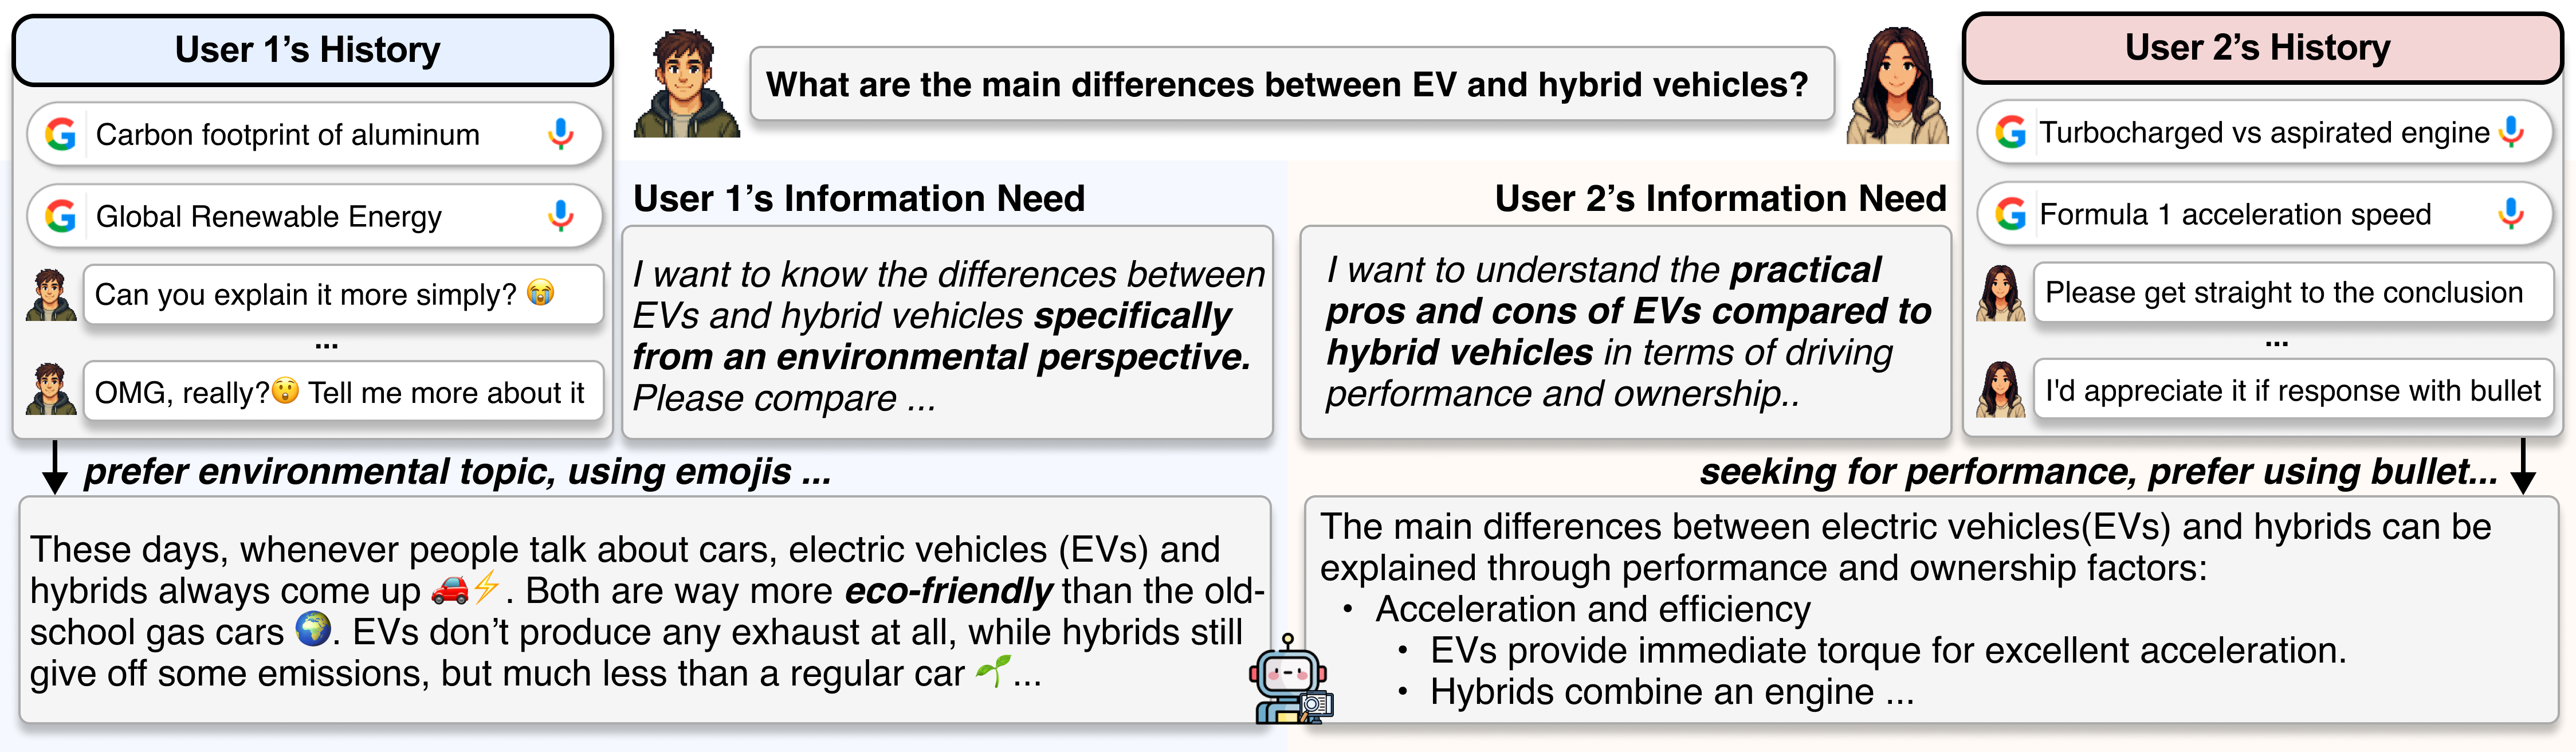 User 1’s History
Carbon footprint of aluminum
Global Renewable Energy
Can you explain it more simply? 😭
...
OMG, really?😲 Tell me more about it
What are the main differences between EV and hybrid vehicles?
User 1’s Information Need
I want to know the differences between
EVs and hybrid vehicles specifically
from an environmental perspective.
Please compare ...
User 2’s Information Need
I want to understand the practical
pros and cons of EVs compared to
hybrid vehicles in terms of driving
performance and ownership..
User 2’s History
Turbocharged vs aspirated engine
Formula 1 acceleration speed
Please get straight to the conclusion
...
I'd appreciate it if response with bullet
prefer environmental topic, using emojis ...
These days, whenever people talk about cars, electric vehicles (EVs) and
hybrids always come up 🚗⚡. Both are way more eco-friendly than the old-
school gas cars 🌍. EVs don’t produce any exhaust at all, while hybrids still
give off some emissions, but much less than a regular car 🌱...
seeking for performance, prefer using bullet...
The main differences between electric vehicles(EVs) and hybrids can be
explained through performance and ownership factors:
• Acceleration and efficiency
• EVs provide immediate torque for excellent acceleration.
• Hybrids combine an engine ...